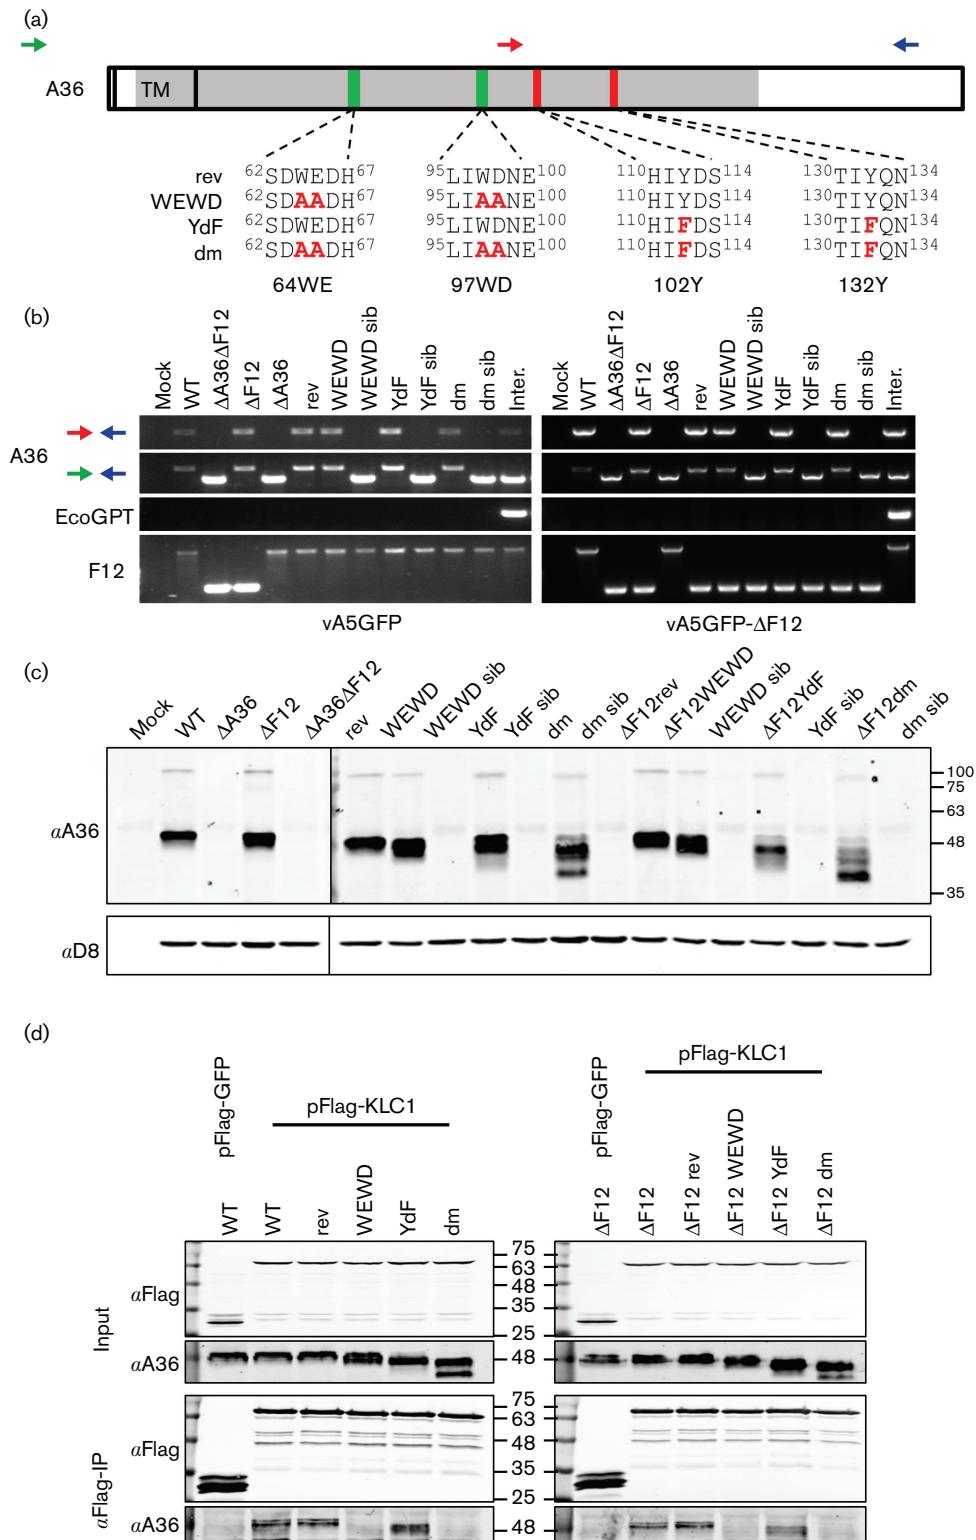 (a)
A36 TM
rev ⁶²SDWEDH⁶⁷ ⁹⁵LIWDNE¹⁰⁰ ¹¹⁰HIYDS¹¹⁴ ¹³⁰TIYQN¹³⁴
WEWD ⁶²SDAADH⁶⁷ ⁹⁵LIAANE¹⁰⁰ ¹¹⁰HIYDS¹¹⁴ ¹³⁰TIYQN¹³⁴
YdF ⁶²SDWEDH⁶⁷ ⁹⁵LIWDNE¹⁰⁰ ¹¹⁰HIFDS¹¹⁴ ¹³⁰TIFQN¹³⁴
dm ⁶²SDAADH⁶⁷ ⁹⁵LIAANE¹⁰⁰ ¹¹⁰HIFDS¹¹⁴ ¹³⁰TIFQN¹³⁴
64WE 97WD 102Y 132Y
(b)
Mock WT ΔA36ΔF12 ΔF12 ΔA36 rev WEWD WEWD sib YdF YdF sib dm dm sib Inter. Mock WT ΔA36ΔF12 ΔF12 ΔA36 rev WEWD WEWD sib YdF YdF sib dm dm sib Inter.
A36
EcoGPT
F12
vA5GFP vA5GFP-ΔF12
(c)
Mock WT ΔA36 ΔF12 ΔA36ΔF12 rev WEWD WEWD sib YdF YdF sib dm dm sib ΔF12rev ΔF12WEWD WEWD sib ΔF12YdF YdF sib ΔF12dm dm sib
100
75
63
αA36 48
35
αD8
(d)
pFlag-GFP pFlag-KLC1 pFlag-GFP pFlag-KLC1
WT WT rev WEWD YdF dm ΔF12 ΔF12 ΔF12 rev ΔF12 WEWD ΔF12 YdF ΔF12 dm
Input
αFlag 75 63 48 35 25
αA36 48
αFlag-IP
αFlag 75 63 48 35 25
αA36 48